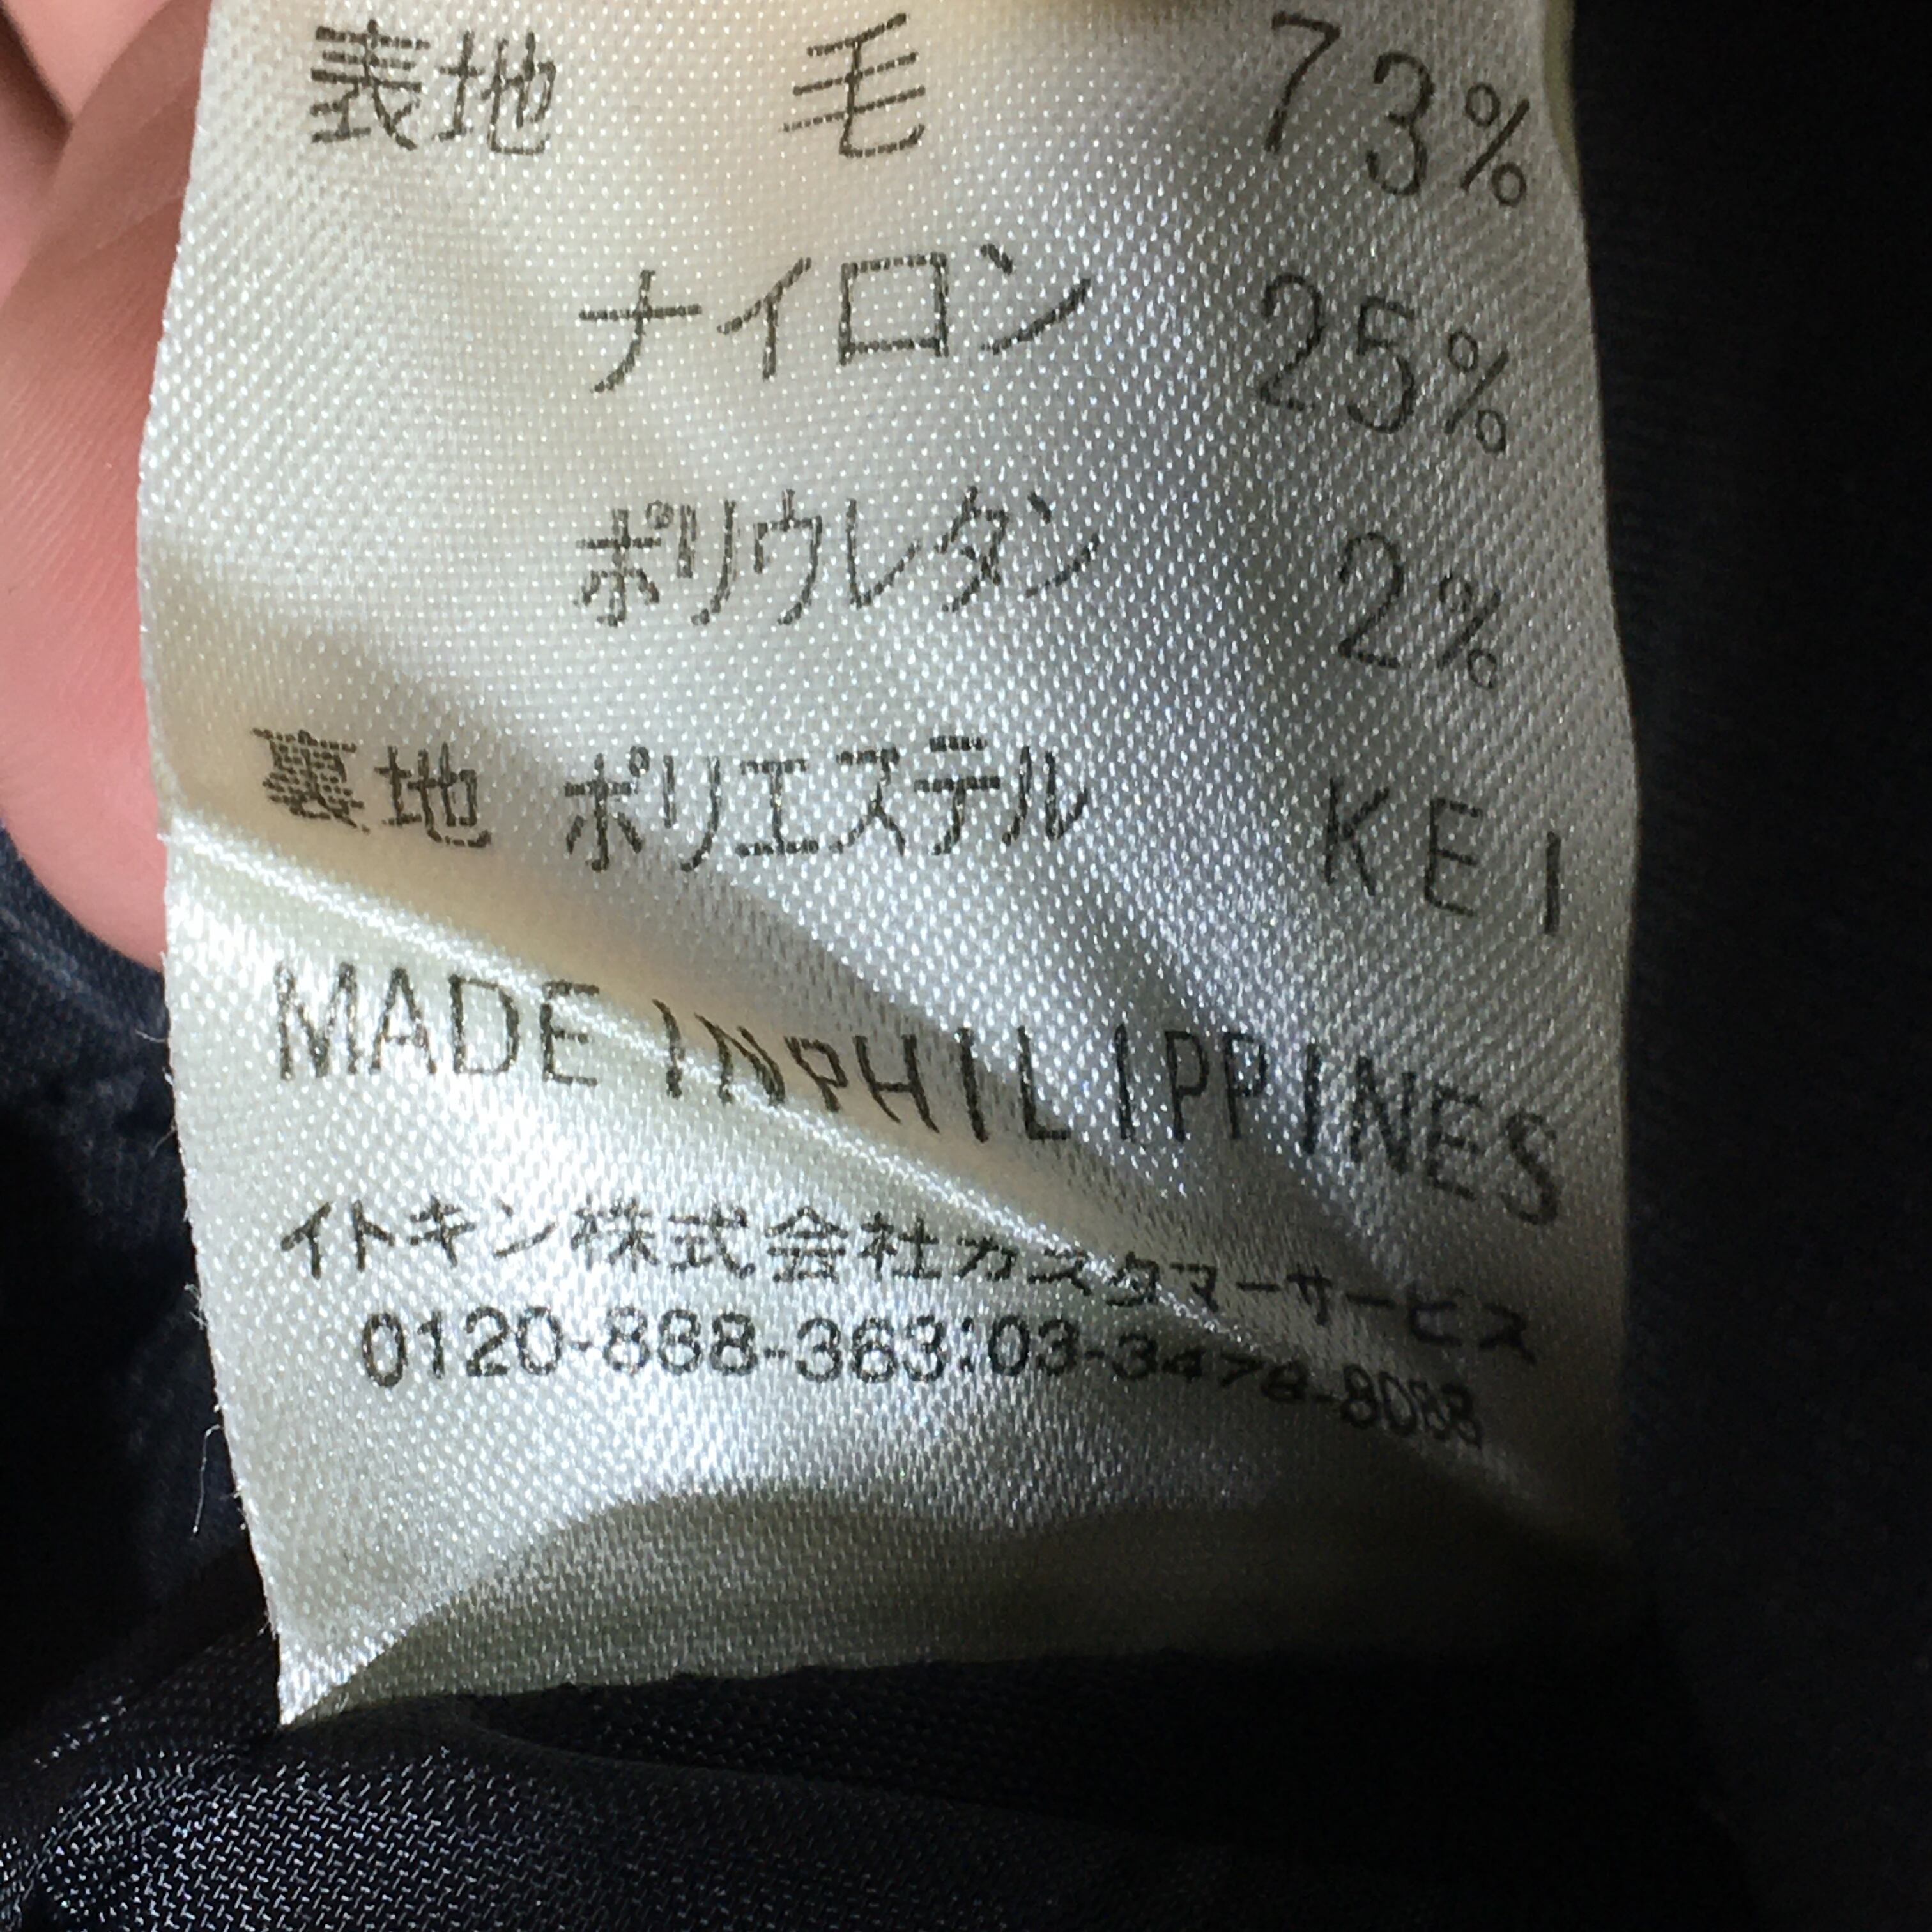 表地 毛 73%
ナイロン 25%
ポリウレタン 2%
裏地 ポリエステル KEI
MADE IN PHILIPPINES
イトキン株式会社カスタマーサービス
0120-888-363:03-3478-8088